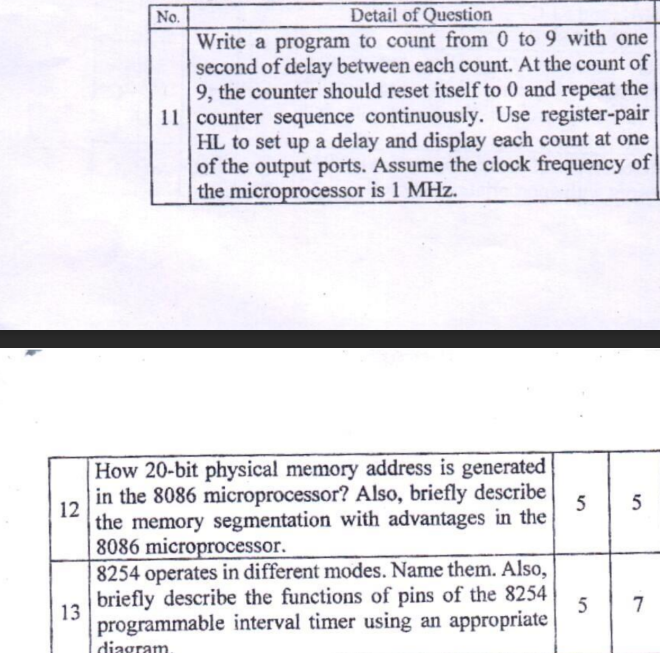 No. Detail of Question
Write a program to count from 0 to 9 with one
second of delay between each count. At the count of
9, the counter should reset itself to 0 and repeat the
11 counter sequence continuously. Use register-pair
HL to set up a delay and display each count at one
of the output ports. Assume the clock frequency of
the microprocessor is 1 MHz.
How 20-bit physical memory address is generated
in the 8086 microprocessor? Also, briefly describe
12 the memory segmentation with advantages in the 5 5
8086 microprocessor.
8254 operates in different modes. Name them. Also,
briefly describe the functions of pins of the 8254
13 programmable interval timer using an appropriate 5 7
diagram.